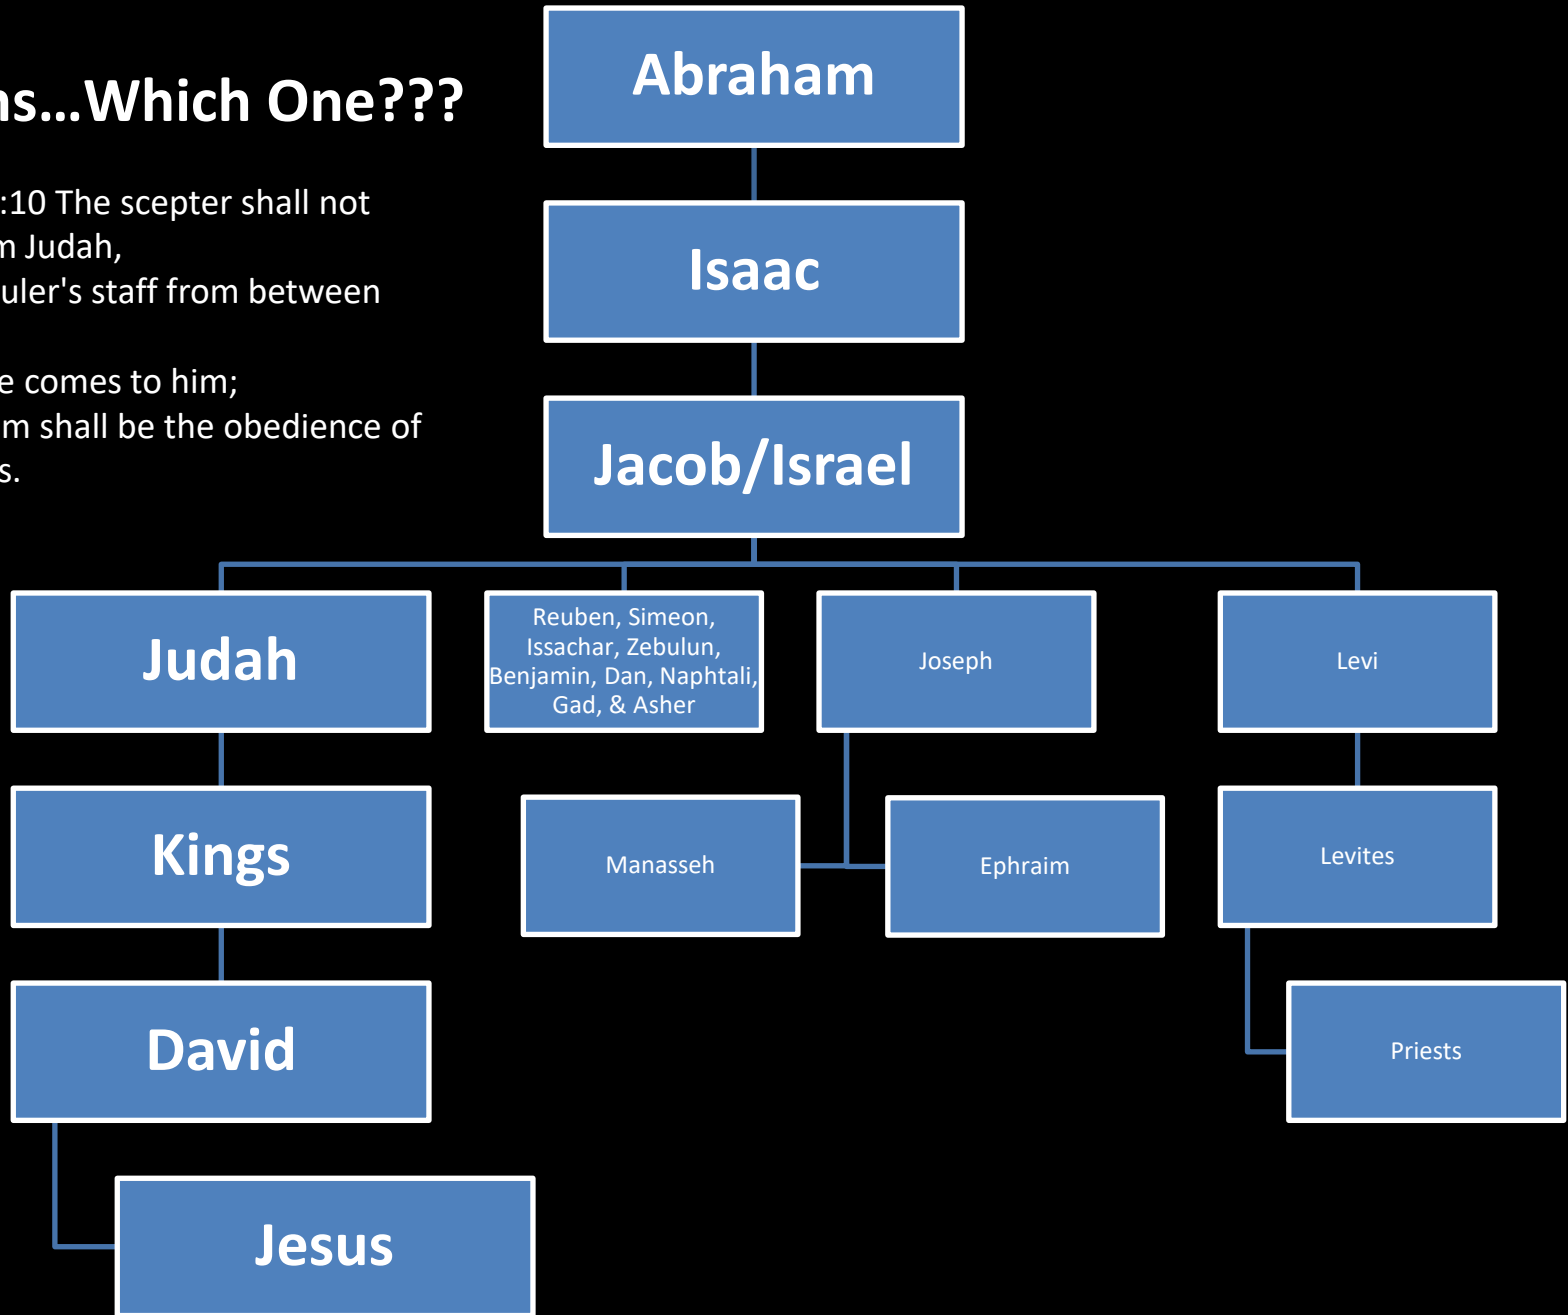 ns...Which One???
:10 The scepter shall not
m Judah,
uler's staff from between
e comes to him;
m shall be the obedience of
s.
Abraham
Isaac
Jacob/Israel
Judah
Reuben, Simeon,
Issachar, Zebulun,
Benjamin, Dan, Naphtali,
Gad, & Asher
Joseph
Levi
Kings
Manasseh
Ephraim
Levites
David
Priests
Jesus